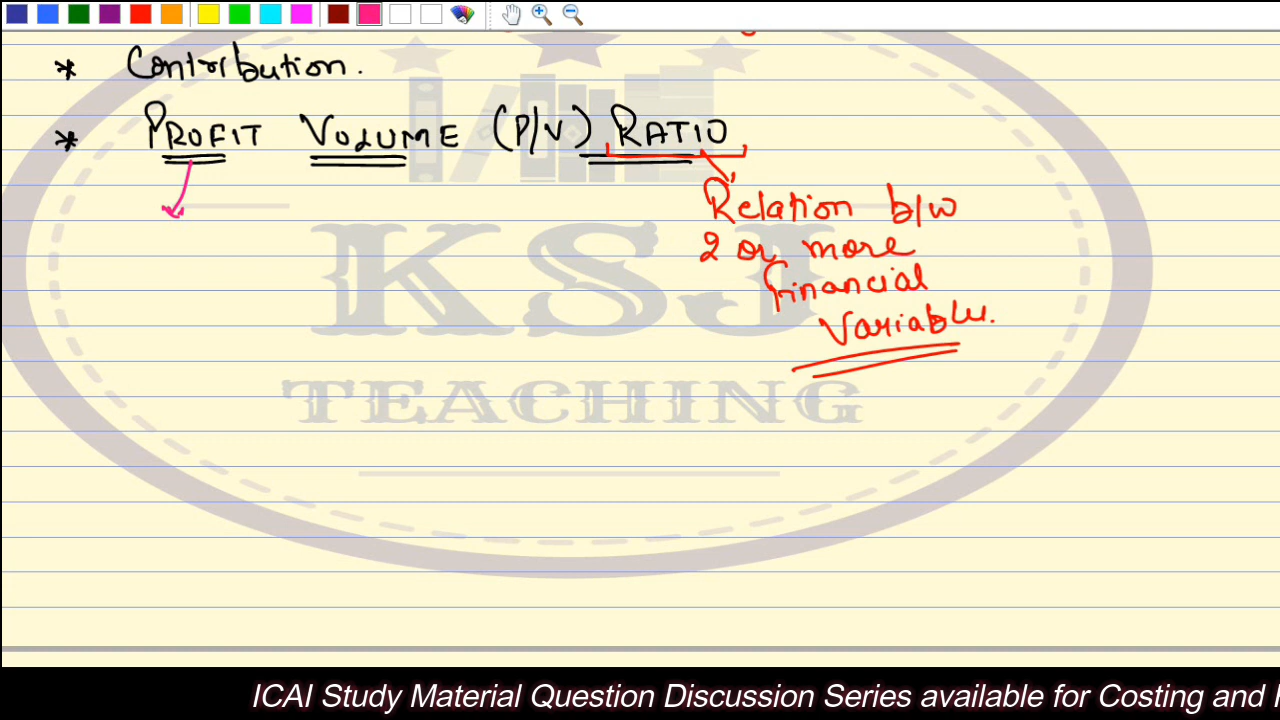 * Contribution.
* PROFIT VOLUME (P/V) RATIO
Relation b/w
2 or more
financial
Variables.
KSJ
TEACHING
ICAI Study Material Question Discussion Series available for Costing and